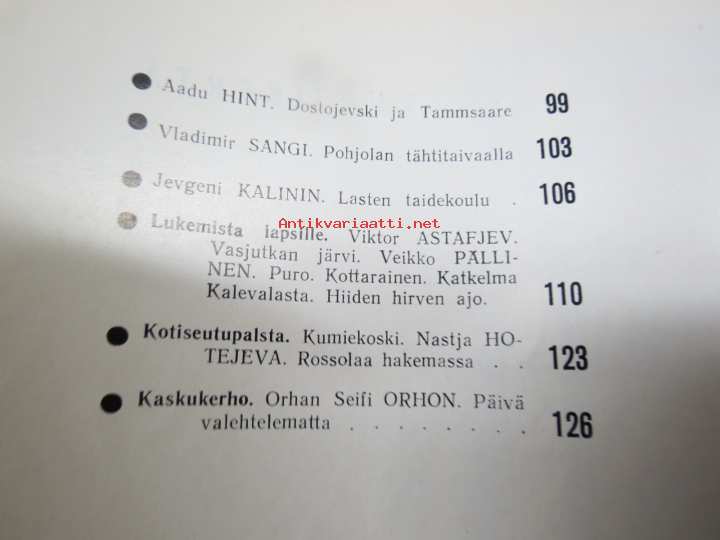 Aadu HINT. Dostojevski ja Tammsaare 99
Vladimir SANGI. Pohjolan tähtitaivaalla 103
Jevgeni KALININ. Lasten taidekoulu . 106
Antikvariaatti.net
Lukemista lapsille. Viktor ASTAFJEV.
Vasjutkan järvi. Veikko PÄLLI-
NEN. Puro. Kottarainen. Katkelma
Kalevalasta. Hiiden hirven ajo. 110
Kotiseutupalsta. Kumiekoski. Nastja HO-
TEJEVA. Rossolaa hakemassa . . 123
Kaskukerho. Orhan Seifi ORHON. Päivä
valehtelematta . . . . . . . 126